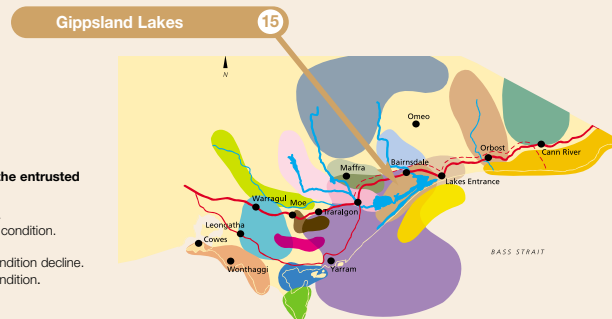 Gippsland Lakes 15
N
Omeo
the entrusted
Maffra
Bairnsdale
Orbost
Cann River
Lakes Entrance
Warragul
Moe
Traralgon
condition.
Leongatha
Cowes
BASS STRAIT
ndition decline.
Wonthaggi
Yarram
ndition.